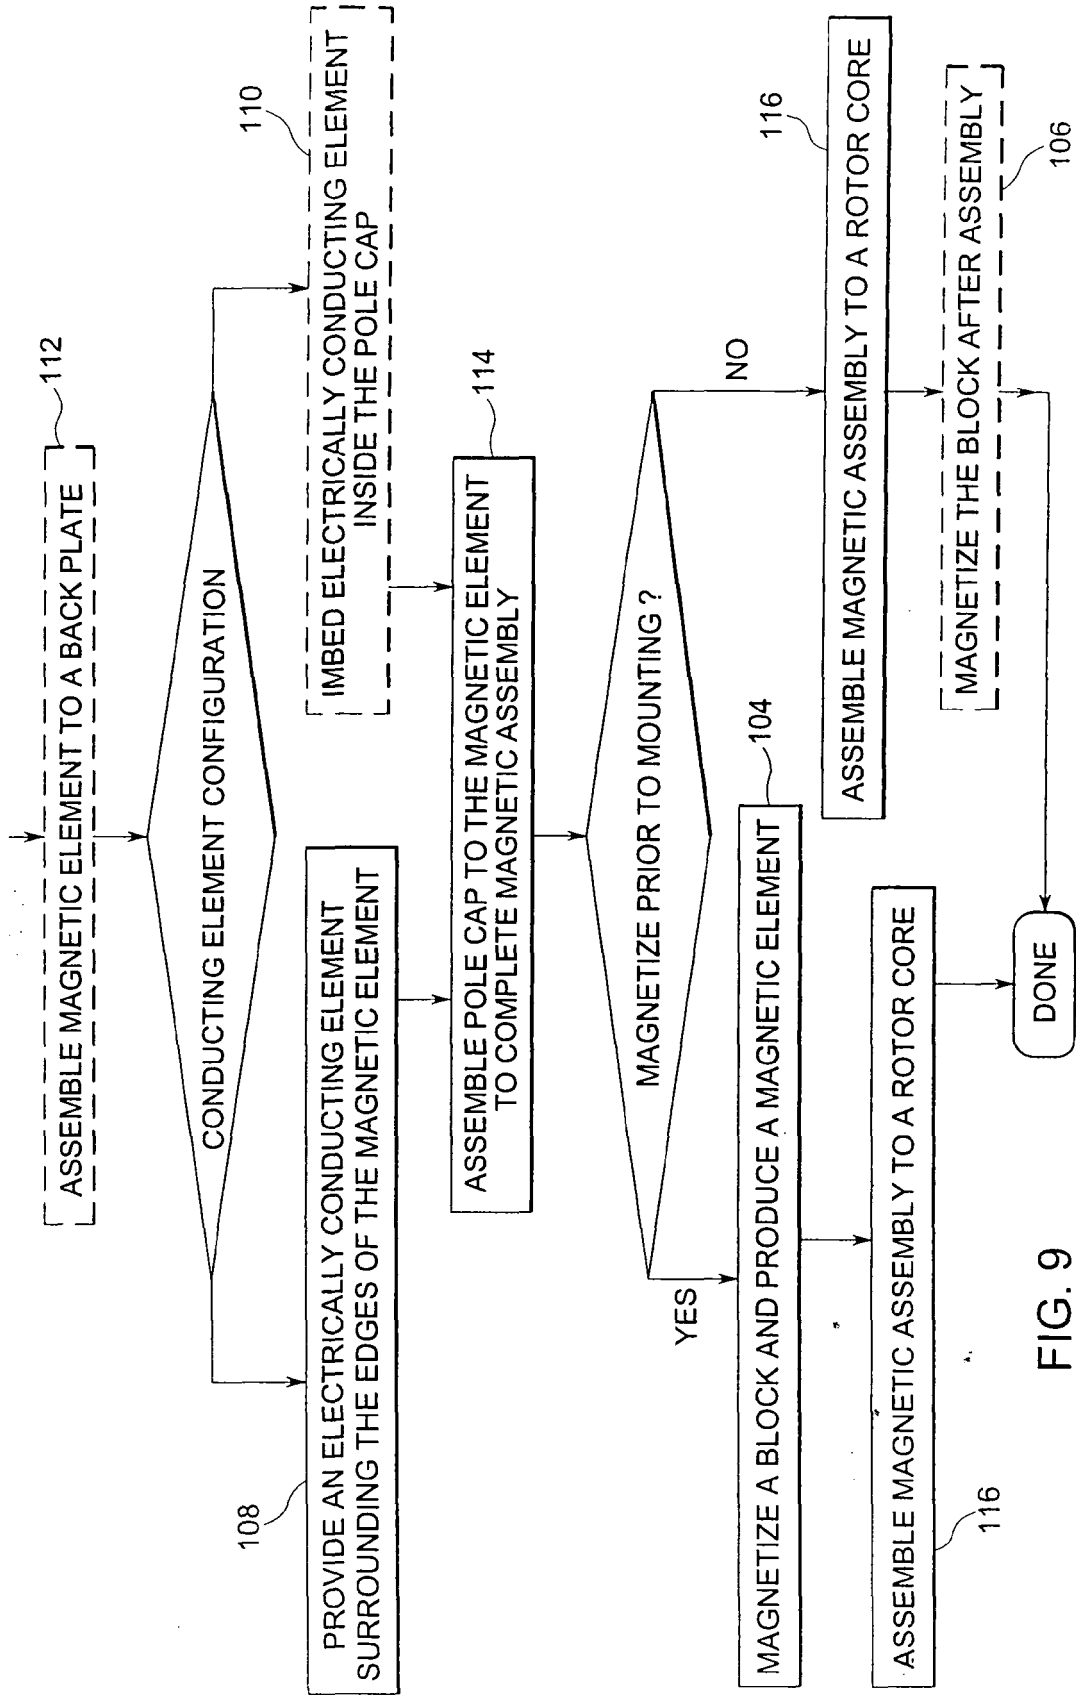 ASSEMBLE MAGNETIC ELEMENT TO A BACK PLATE
112
CONDUCTING ELEMENT CONFIGURATION
108
PROVIDE AN ELECTRICALLY CONDUCTING ELEMENT
SURROUNDING THE EDGES OF THE MAGNETIC ELEMENT
110
IMBED ELECTRICALLY CONDUCTING ELEMENT
INSIDE THE POLE CAP
114
ASSEMBLE POLE CAP TO THE MAGNETIC ELEMENT
TO COMPLETE MAGNETIC ASSEMBLY
MAGNETIZE PRIOR TO MOUNTING?
YES
NO
104
MAGNETIZE A BLOCK AND PRODUCE A MAGNETIC ELEMENT
116
ASSEMBLE MAGNETIC ASSEMBLY TO A ROTOR CORE
116
ASSEMBLE MAGNETIC ASSEMBLY TO A ROTOR CORE
MAGNETIZE THE BLOCK AFTER ASSEMBLY
106
DONE
FIG. 9